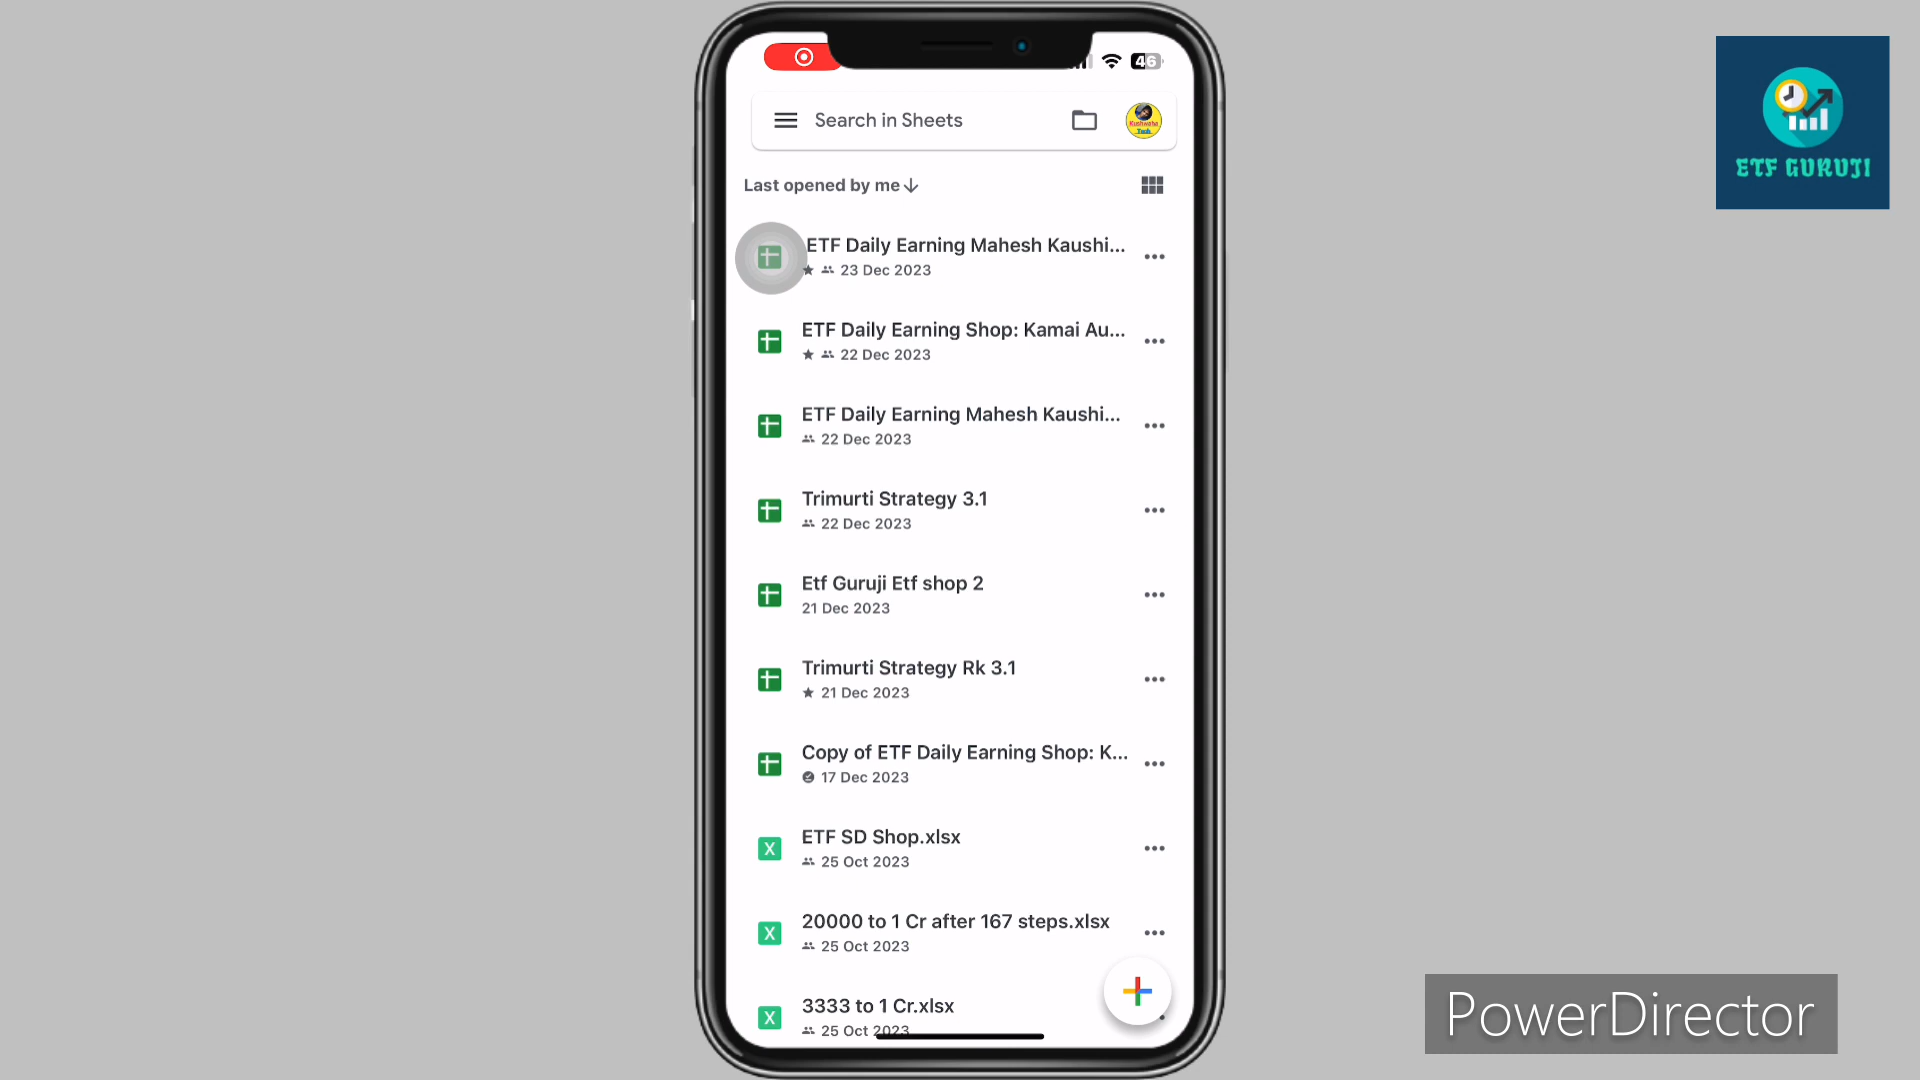 46
Search in Sheets
Kushwaha
Tech
ETF GURUJI
Last opened by me
ETF Daily Earning Mahesh Kaushi...
23 Dec 2023
ETF Daily Earning Shop: Kamai Au...
22 Dec 2023
ETF Daily Earning Mahesh Kaushi...
22 Dec 2023
Trimurti Strategy 3.1
22 Dec 2023
Etf Guruji Etf shop 2
21 Dec 2023
Trimurti Strategy Rk 3.1
21 Dec 2023
Copy of ETF Daily Earning Shop: K...
17 Dec 2023
X ETF SD Shop.xlsx
25 Oct 2023
X 20000 to 1 Cr after 167 steps.xlsx
25 Oct 2023
X 3333 to 1 Cr.xlsx
25 Oct 2023
PowerDirector